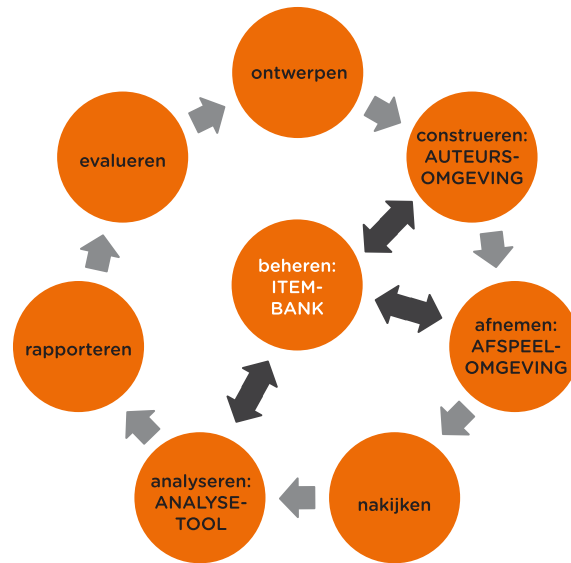 ontwerpen
construeren:
AUTEURS-
OMGEVING
afnemen:
AFSPEEL-
OMGEVING
nakijken
analyseren:
ANALYSE-
TOOL
rapporteren
evalueren
beheren:
ITEM-
BANK